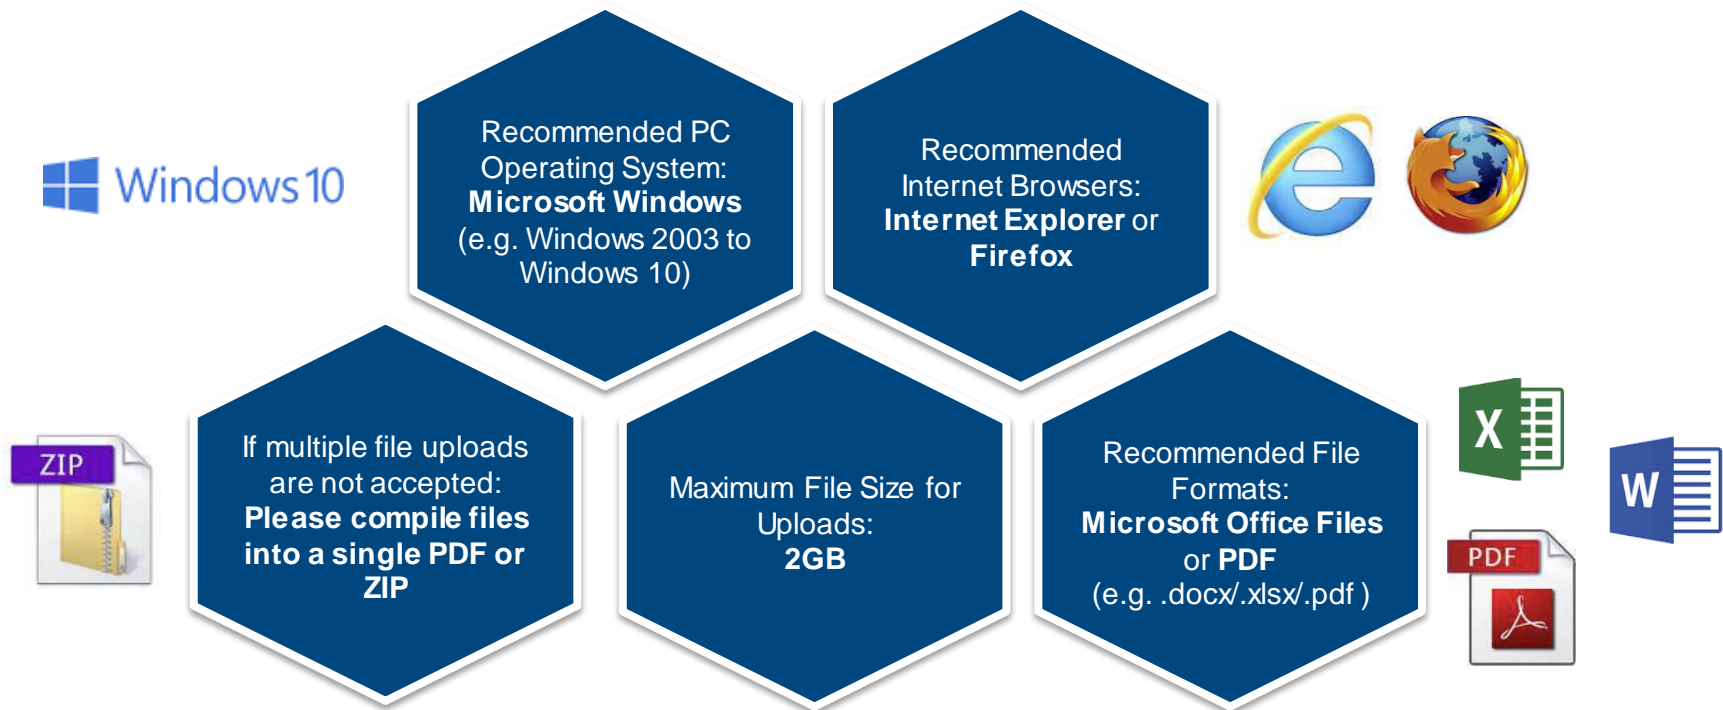 Windows 10
Recommended PC
Operating System:
Microsoft Windows
(e.g. Windows 2003 to
Windows 10)
Recommended
Internet Browsers:
Internet Explorer or
Firefox
ZIP
If multiple file uploads
are not accepted:
Please compile files
into a single PDF or
ZIP
Maximum File Size for
Uploads:
2GB
Recommended File
Formats:
Microsoft Office Files
or PDF
(e.g. .docx/.xlsx/.pdf )
X
W
PDF